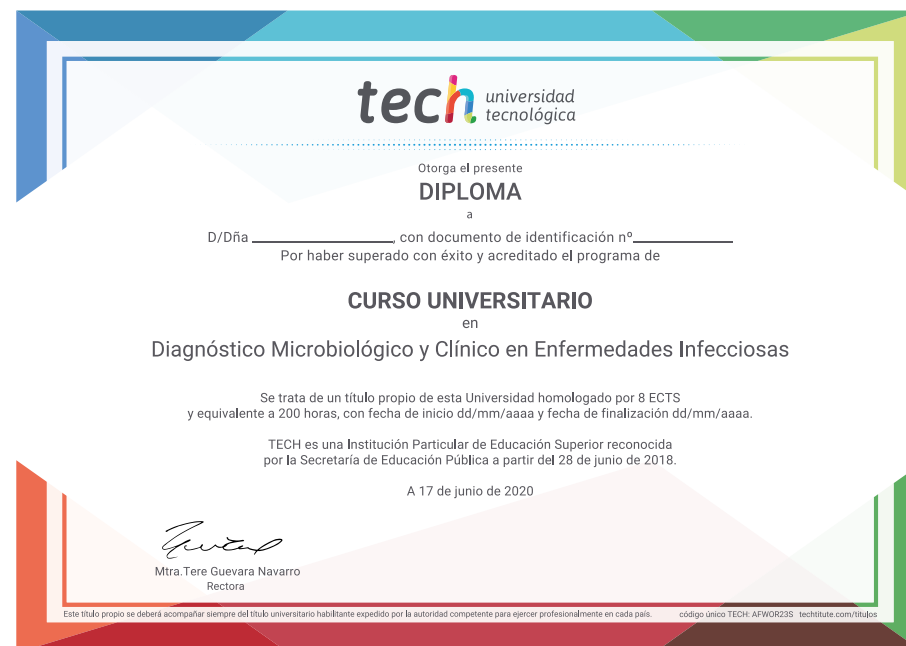 tech universidad
tecnológica
Otorga el presente
DIPLOMA
a
D/Dña ____________, con documento de identificación nº__________
Por haber superado con éxito y acreditado el programa de
CURSO UNIVERSITARIO
en
Diagnóstico Microbiológico y Clínico en Enfermedades Infecciosas
Se trata de un título propio de esta Universidad homologado por 8 ECTS
y equivalente a 200 horas, con fecha de inicio dd/mm/aaaa y fecha de finalización dd/mm/aaaa.
TECH es una Institución Particular de Educación Superior reconocida
por la Secretaría de Educación Pública a partir del 28 de junio de 2018.
A 17 de junio de 2020
Mtra.Tere Guevara Navarro
Rectora
Este título propio se deberá acompañar siempre del título universitario habilitante expedido por la autoridad competente para ejercer profesionalmente en cada país. código único TECH: AFWOR23S techtitute.com/títulos